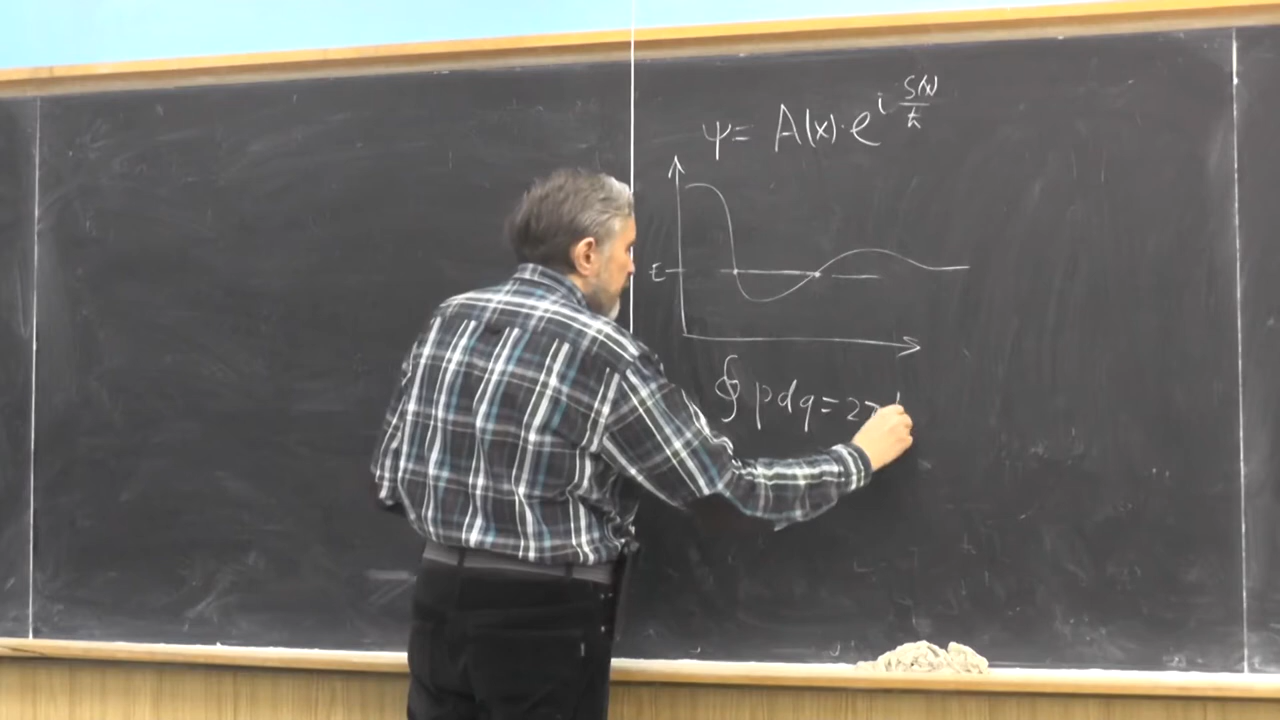 ψ = A(x)·e^{i S(x)/ħ}
E
∮ p dq = 2π